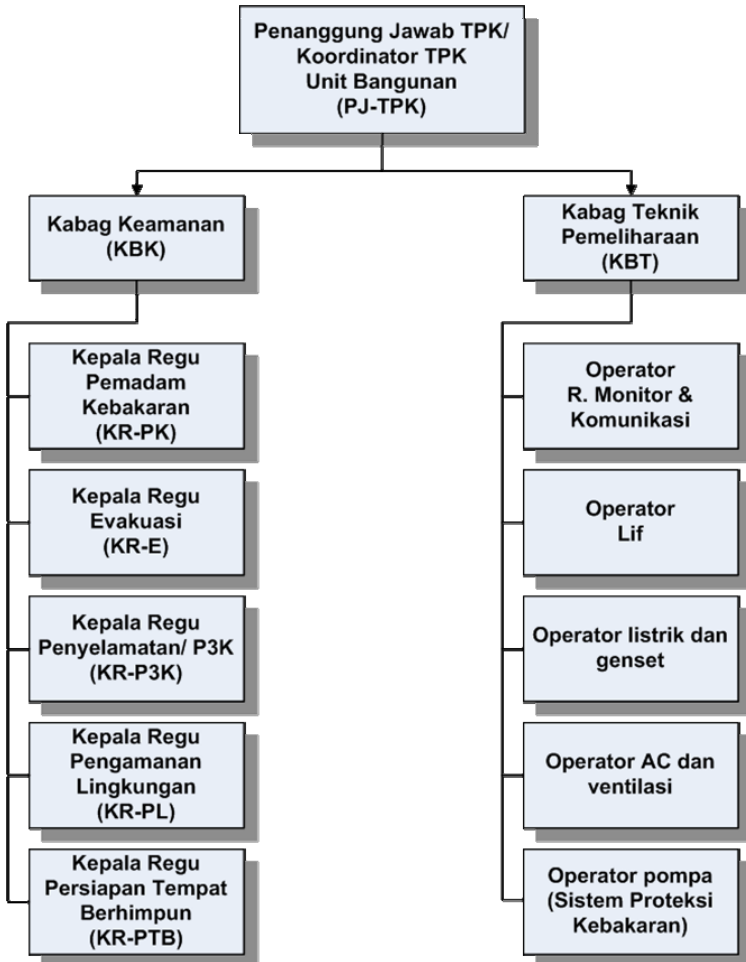 Penanggung Jawab TPK/
Koordinator TPK
Unit Bangunan
(PJ-TPK)
Kabag Keamanan
(KBK)
Kabag Teknik
Pemeliharaan
(KBT)
Kepala Regu
Pemadam
Kebakaran
(KR-PK)
Kepala Regu
Evakuasi
(KR-E)
Kepala Regu
Penyelamatan/ P3K
(KR-P3K)
Kepala Regu
Pengamanan
Lingkungan
(KR-PL)
Kepala Regu
Persiapan Tempat
Berhimpun
(KR-PTB)
Operator
R. Monitor &
Komunikasi
Operator
Lif
Operator listrik dan
genset
Operator AC dan
ventilasi
Operator pompa
(Sistem Proteksi
Kebakaran)